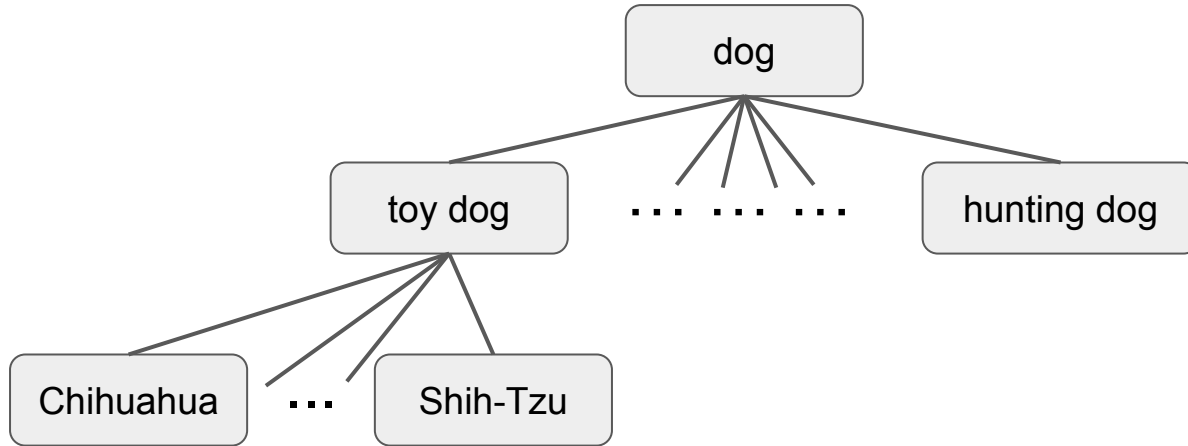 dog
toy dog
... ... ...
hunting dog
Chihuahua
...
Shih-Tzu